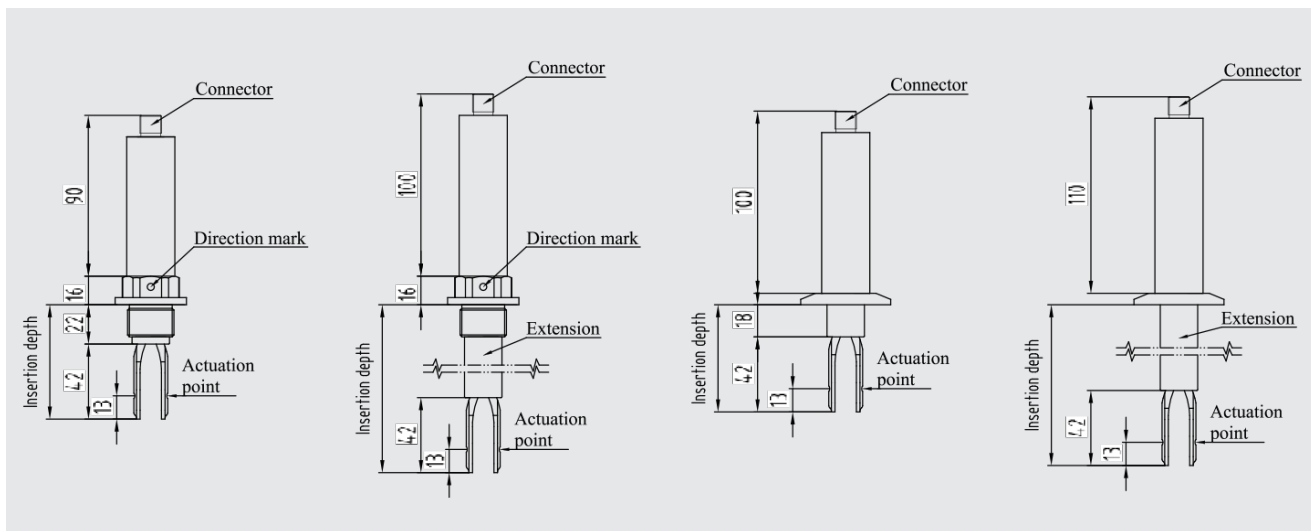 Connector
90
Direction mark
16
22
Insertion depth
42
13
Actuation
point
Connector
100
Direction mark
16
Extension
Insertion depth
42
13
Actuation
point
Connector
100
18
Insertion depth
42
13
Actuation
point
Connector
110
Extension
Insertion depth
42
13
Actuation
point